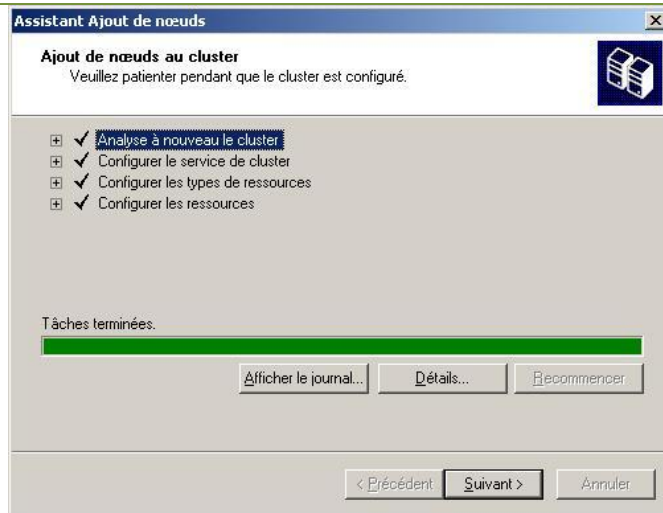 Assistant Ajout de nœuds
Ajout de nœuds au cluster
Veuillez patienter pendant que le cluster est configuré.
Analyse à nouveau le cluster
Configurer le service de cluster
Configurer les types de ressources
Configurer les ressources
Tâches terminées.
Afficher le journal... Détails... Recommencer
< Précédent Suivant > Annuler